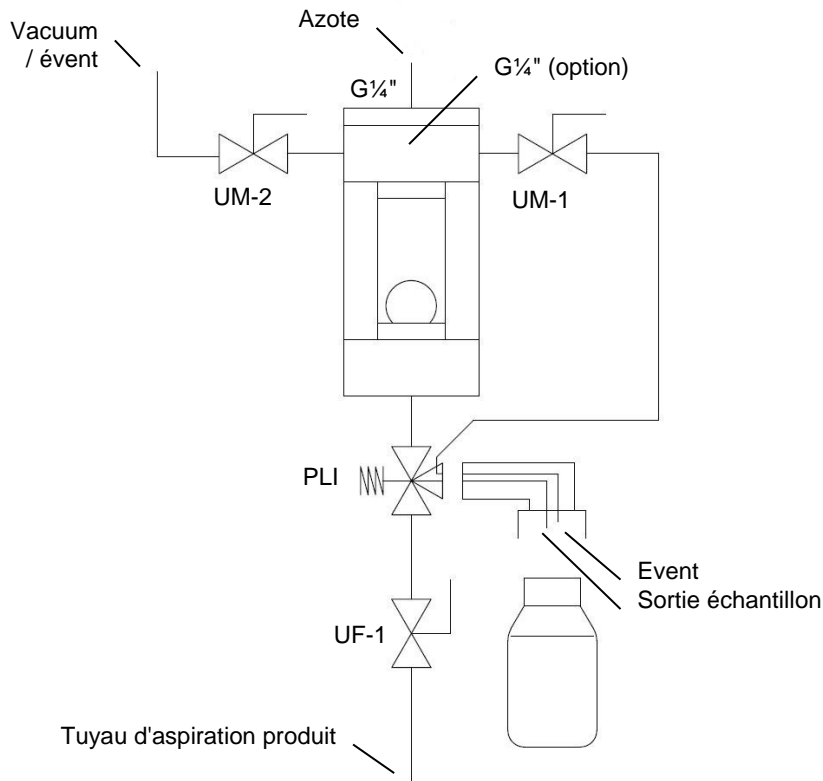 Azote
Vacuum
/ évent
G¼" (option)
G¼"
UM-2
UM-1
PLI
Event
Sortie échantillon
UF-1
Tuyau d'aspiration produit